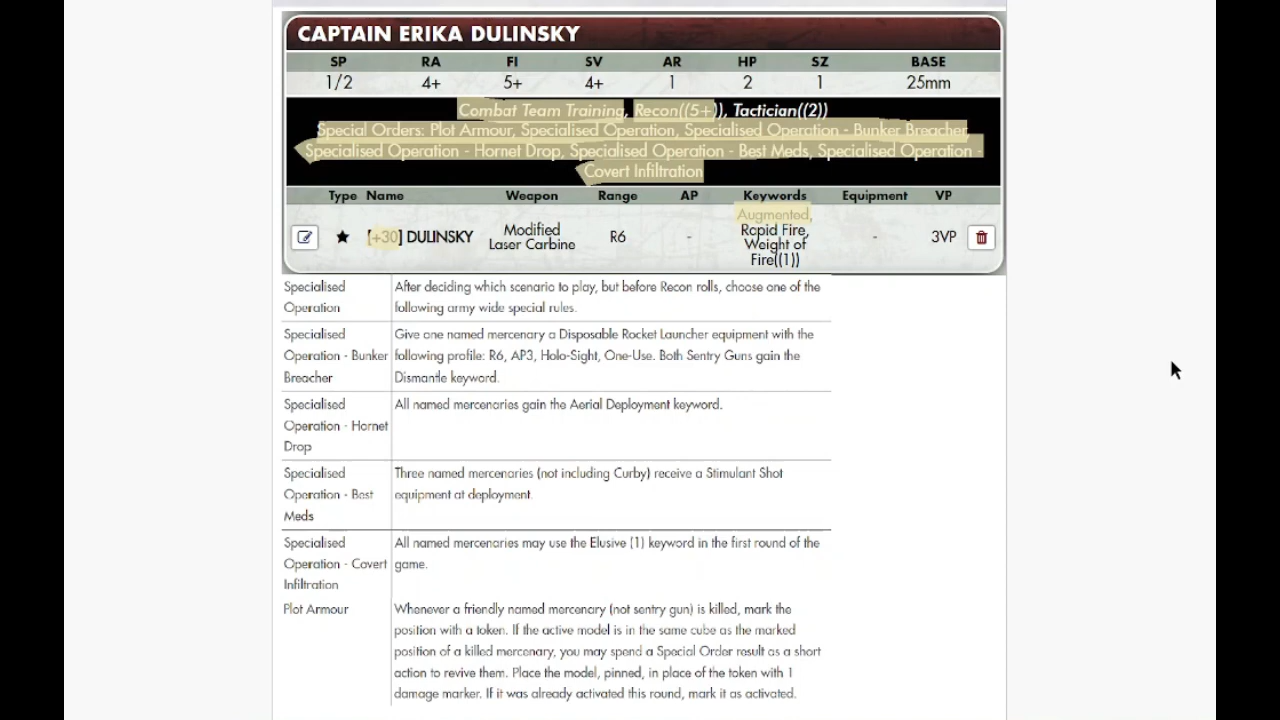 CAPTAIN ERIKA DULINSKY
SP RA FI SV AR HP SZ BASE
1/2 4+ 5+ 4+ 1 2 1 25mm
Combat Team Training, Recon((5+)), Tactician((2))
Special Orders: Plot Armour, Specialised Operation, Specialised Operation - Bunker Breacher,
Specialised Operation - Hornet Drop, Specialised Operation - Best Meds, Specialised Operation -
Covert Infiltration
Type Name Weapon Range AP Keywords Equipment VP
[+30] DULINSKY Modified Laser Carbine R6 - Augmented, Rapid Fire, Weight of Fire((1)) - 3VP
Specialised Operation
After deciding which scenario to play, but before Recon rolls, choose one of the
following army wide special rules.
Specialised Operation - Bunker Breacher
Give one named mercenary a Disposable Rocket Launcher equipment with the
following profile: R6, AP3, Holo-Sight, One-Use. Both Sentry Guns gain the
Dismantle keyword.
Specialised Operation - Hornet Drop
All named mercenaries gain the Aerial Deployment keyword.
Specialised Operation - Best Meds
Three named mercenaries (not including Curby) receive a Stimulant Shot
equipment at deployment.
Specialised Operation - Covert Infiltration
All named mercenaries may use the Elusive (1) keyword in the first round of the
game.
Plot Armour
Whenever a friendly named mercenary (not sentry gun) is killed, mark the
position with a token. If the active model is in the same cube as the marked
position of a killed mercenary, you may spend a Special Order result as a short
action to revive them. Place the model, pinned, in place of the token with 1
damage marker. If it was already activated this round, mark it as activated.